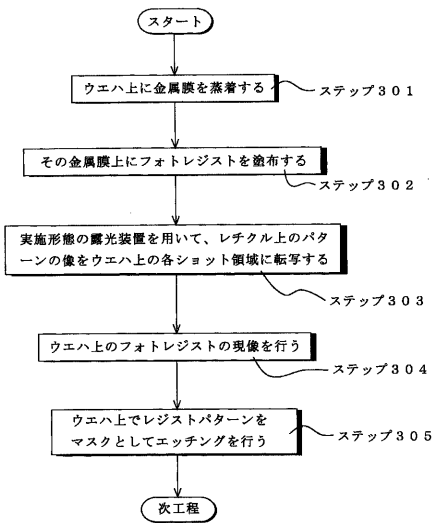 スタート
ウエハ上に金属膜を蒸着する
ステップ301
その金属膜上にフォトレジストを塗布する
ステップ302
実施形態の露光装置を用いて、レチクル上のパタ
ーンの像をウエハ上の各ショット領域に転写する
ステップ303
ウエハ上のフォトレジストの現像を行う
ステップ304
ウエハ上でレジストパターンを
マスクとしてエッチングを行う
ステップ305
次工程